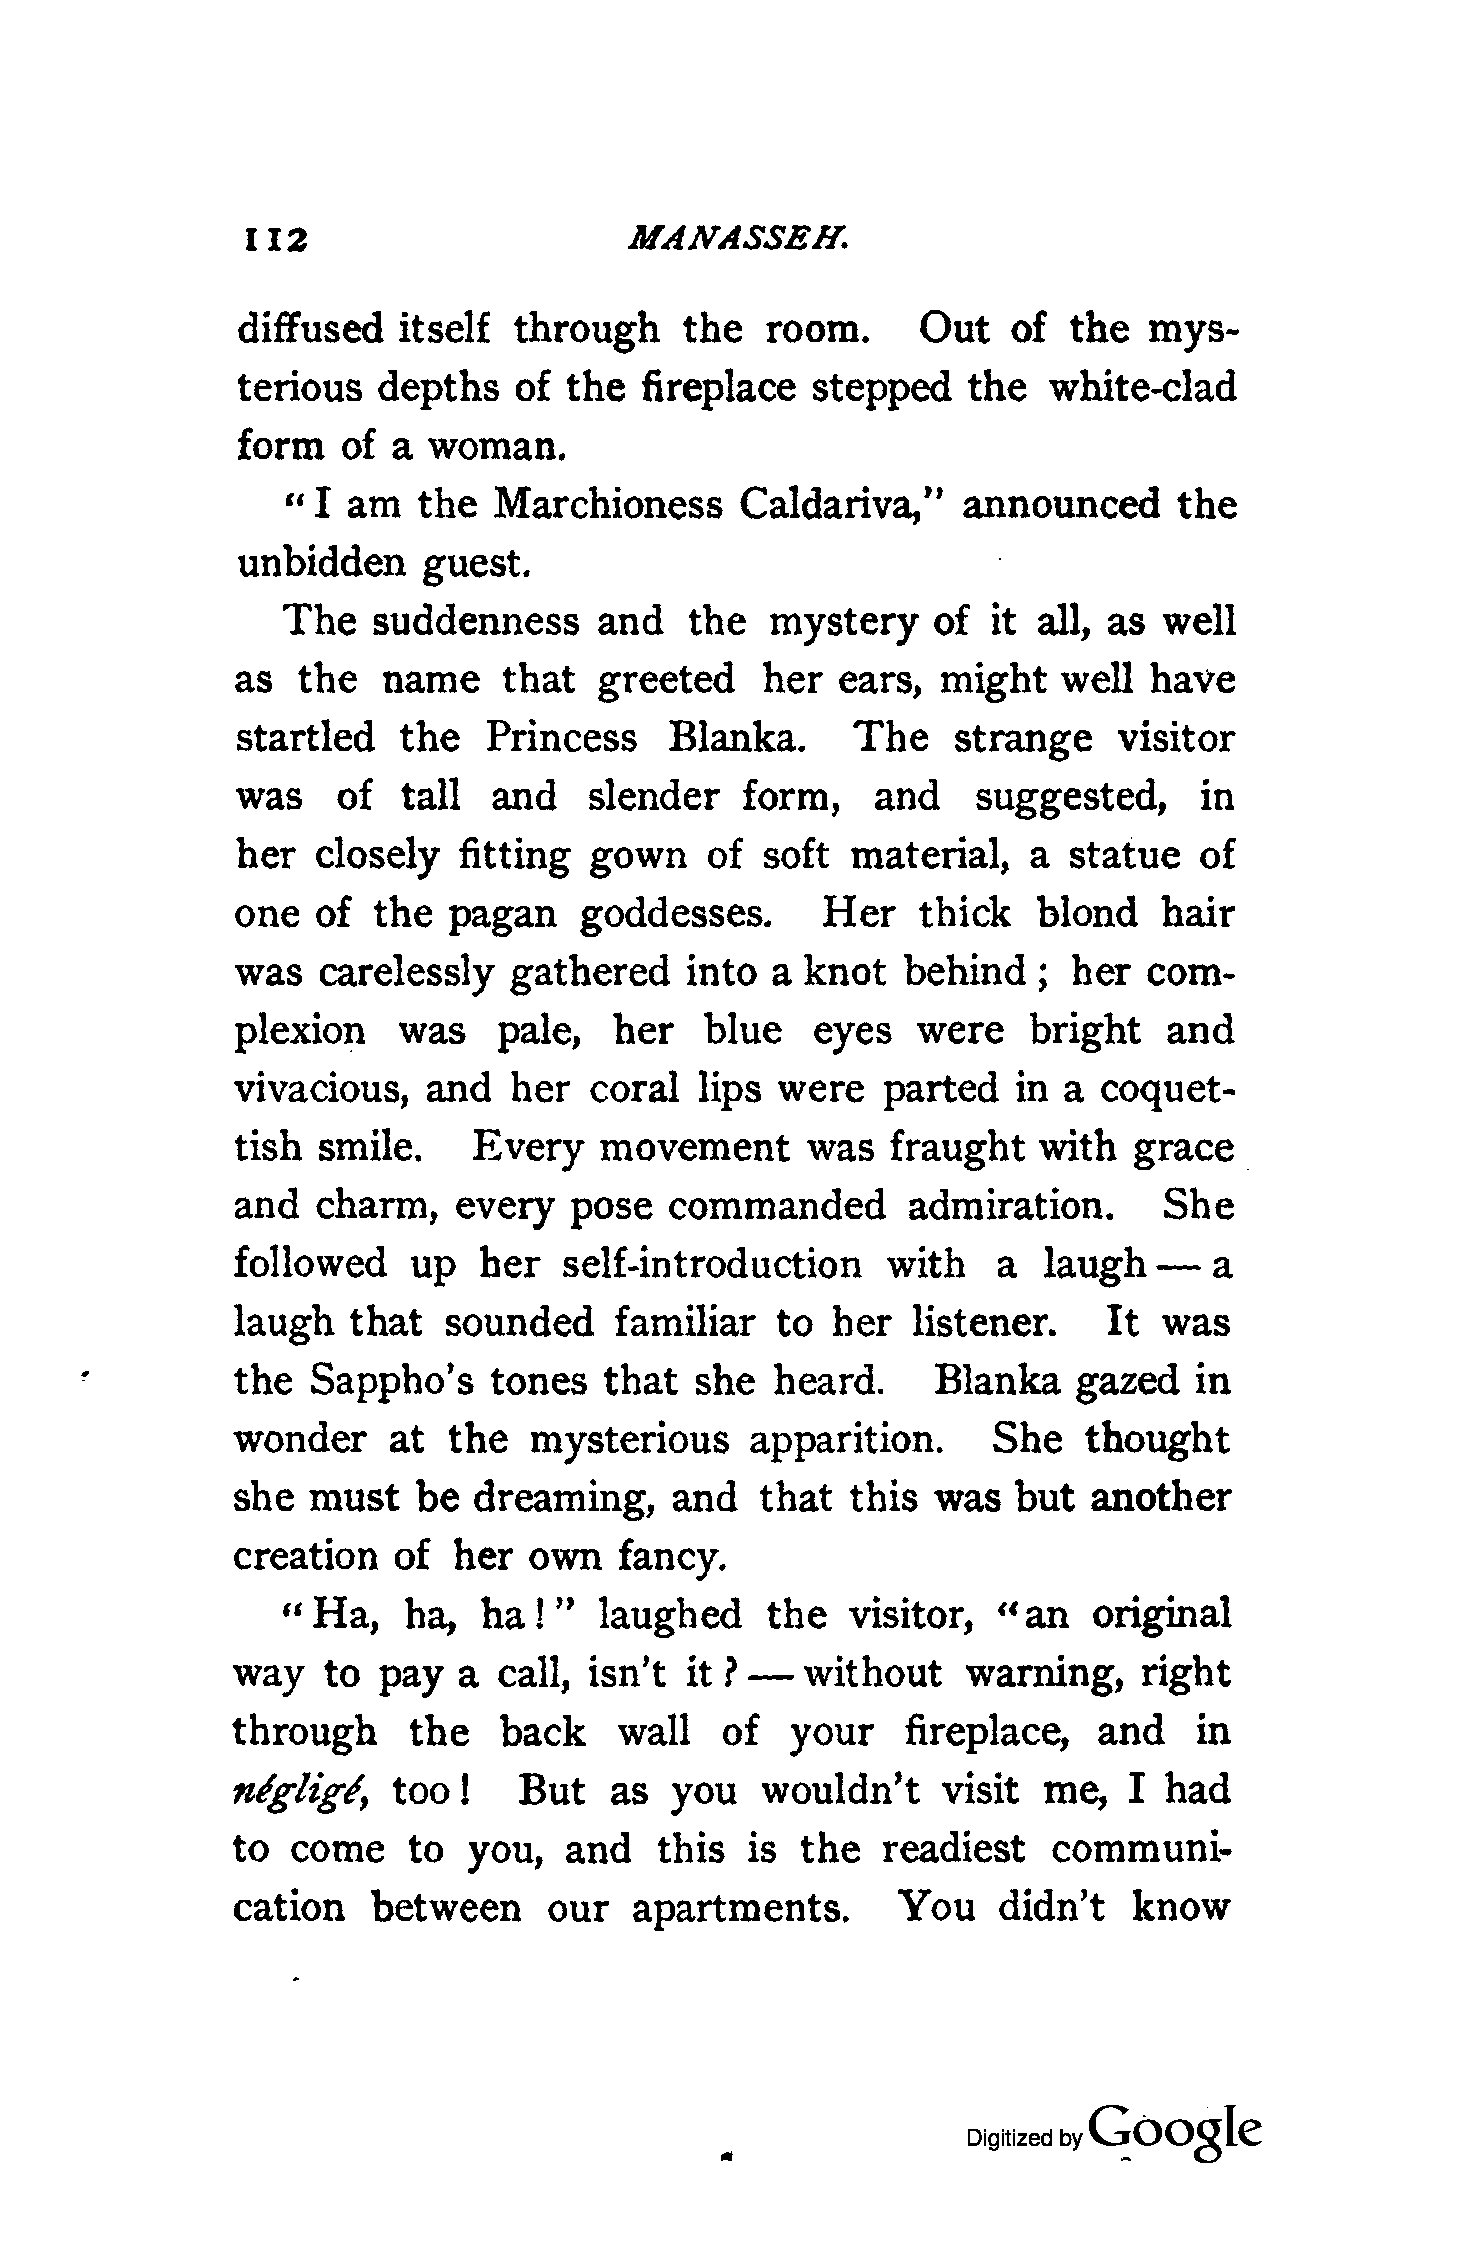 112 MANASSEH.
diffused itself through the room. Out of the mys-
terious depths of the fireplace stepped the white-clad
form of a woman.
"I am the Marchioness Caldariva," announced the
unbidden guest.
The suddenness and the mystery of it all, as well
as the name that greeted her ears, might well have
startled the Princess Blanka. The strange visitor
was of tall and slender form, and suggested, in
her closely fitting gown of soft material, a statue of
one of the pagan goddesses. Her thick blond hair
was carelessly gathered into a knot behind; her com-
plexion was pale, her blue eyes were bright and
vivacious, and her coral lips were parted in a coquet-
tish smile. Every movement was fraught with grace
and charm, every pose commanded admiration. She
followed up her self-introduction with a laugh — a
laugh that sounded familiar to her listener. It was
the Sappho's tones that she heard. Blanka gazed in
wonder at the mysterious apparition. She thought
she must be dreaming, and that this was but another
creation of her own fancy.
"Ha, ha, ha!" laughed the visitor, "an original
way to pay a call, isn't it? — without warning, right
through the back wall of your fireplace, and in
négligé, too! But as you wouldn't visit me, I had
to come to you, and this is the readiest communi-
cation between our apartments. You didn't know
Digitized by Google